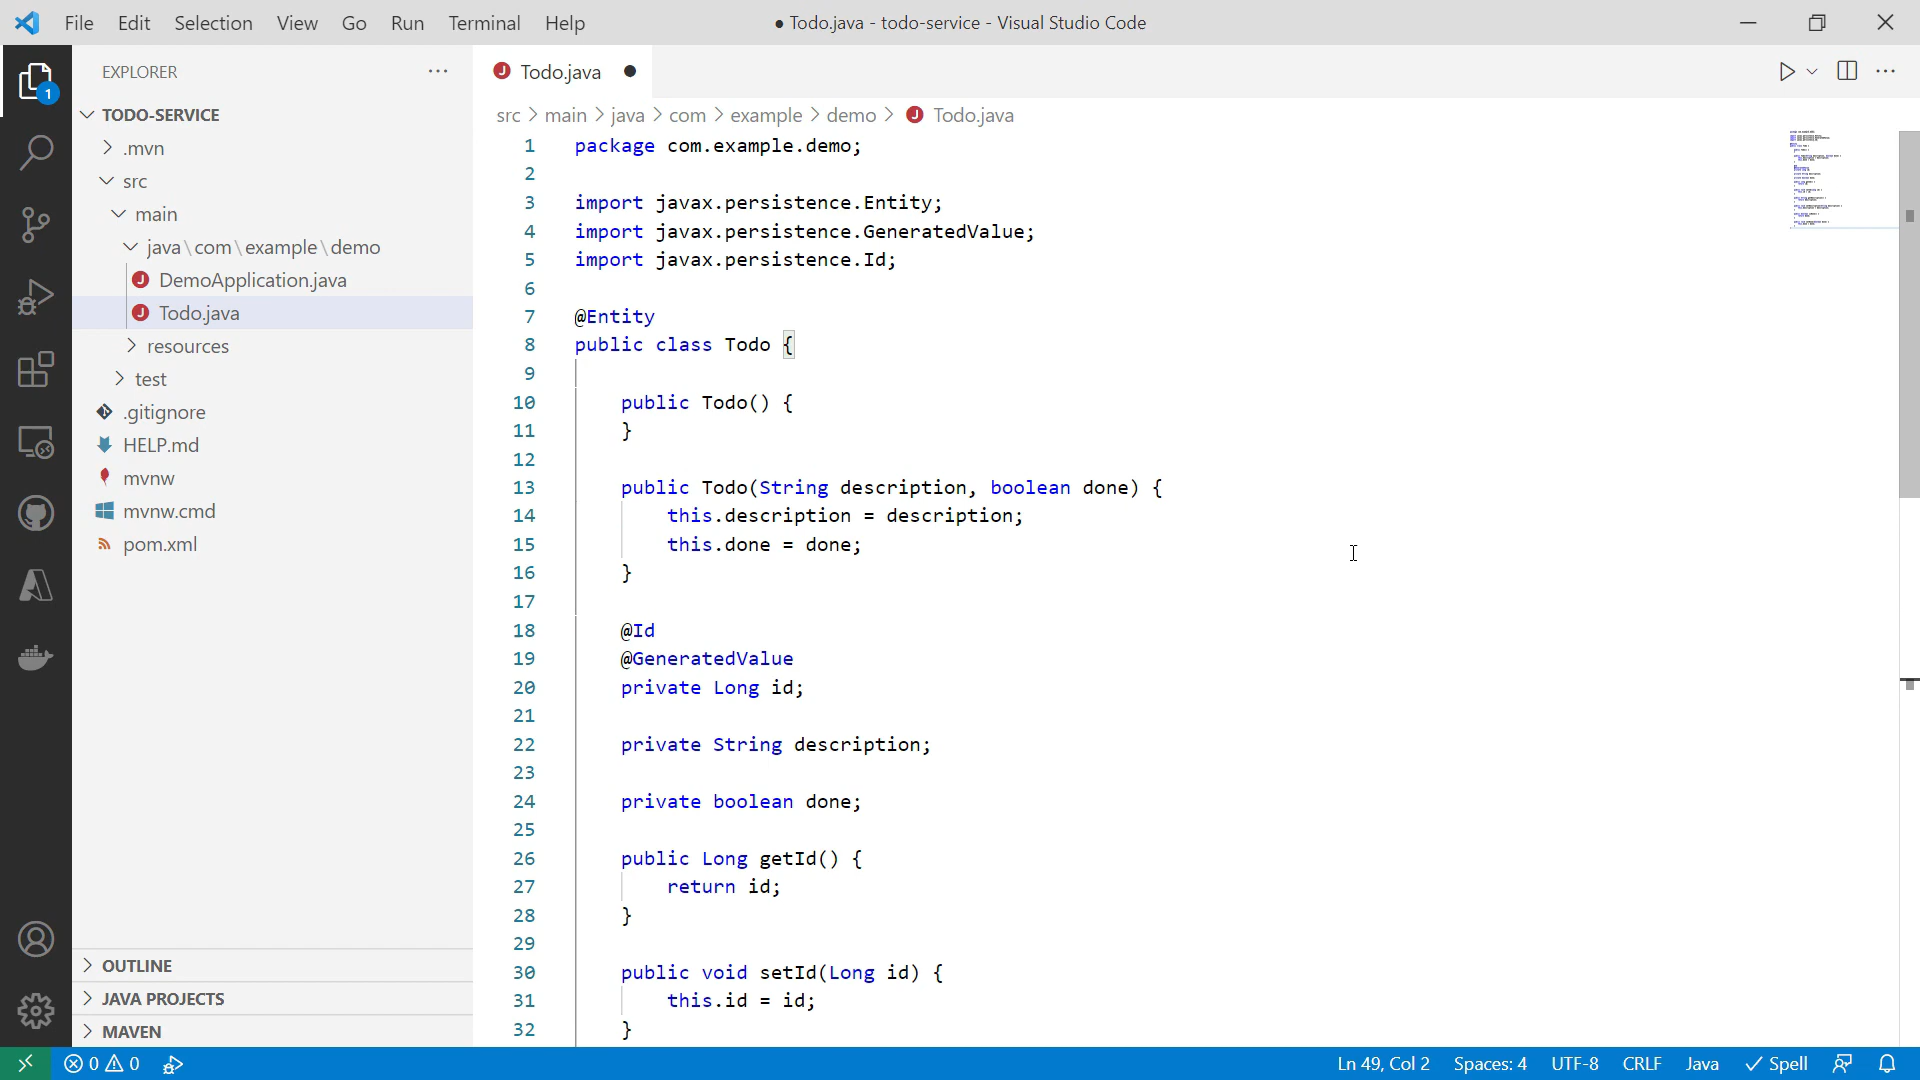 File Edit Selection View Go Run Terminal Help
● Todo.java - todo-service - Visual Studio Code
EXPLORER
1
TODO-SERVICE
.mvn
src
main
java\com\example\demo
DemoApplication.java
Todo.java
resources
test
.gitignore
HELP.md
mvnw
mvnw.cmd
pom.xml
OUTLINE
JAVA PROJECTS
MAVEN
J Todo.java
src > main > java > com > example > demo > J Todo.java
1 package com.example.demo;
2
3 import javax.persistence.Entity;
4 import javax.persistence.GeneratedValue;
5 import javax.persistence.Id;
6
7 @Entity
8 public class Todo {
9
10 public Todo() {
11 }
12
13 public Todo(String description, boolean done) {
14 this.description = description;
15 this.done = done;
16 }
17
18 @Id
19 @GeneratedValue
20 private Long id;
21
22 private String description;
23
24 private boolean done;
25
26 public Long getId() {
27 return id;
28 }
29
30 public void setId(Long id) {
31 this.id = id;
32 }
0 0
Ln 49, Col 2 Spaces: 4 UTF-8 CRLF Java Spell